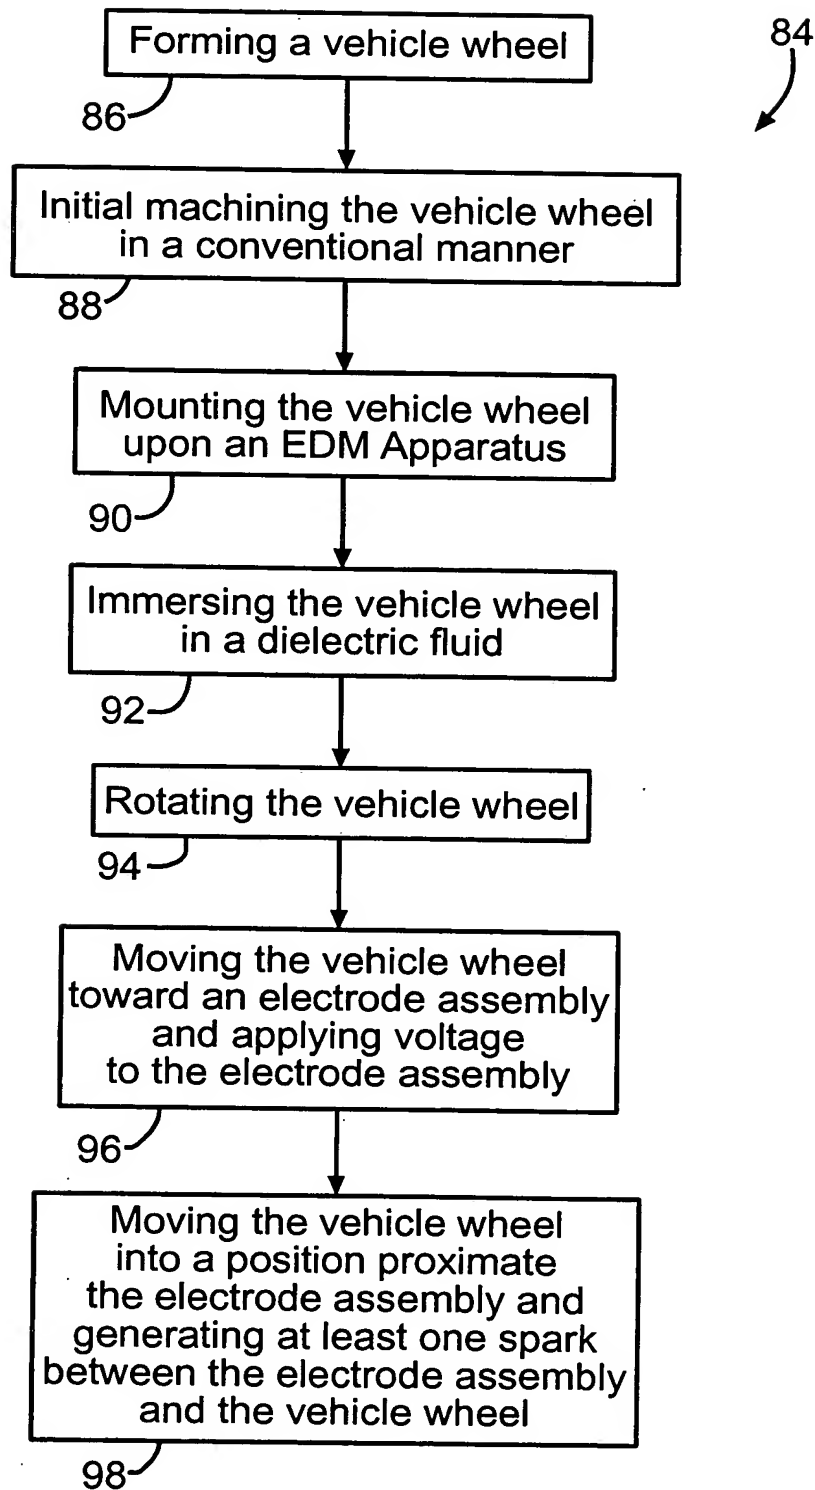 Forming a vehicle wheel
84
86
Initial machining the vehicle wheel
in a conventional manner
88
Mounting the vehicle wheel
upon an EDM Apparatus
90
Immersing the vehicle wheel
in a dielectric fluid
92
Rotating the vehicle wheel
94
Moving the vehicle wheel
toward an electrode assembly
and applying voltage
to the electrode assembly
96
Moving the vehicle wheel
into a position proximate
the electrode assembly and
generating at least one spark
between the electrode assembly
and the vehicle wheel
98